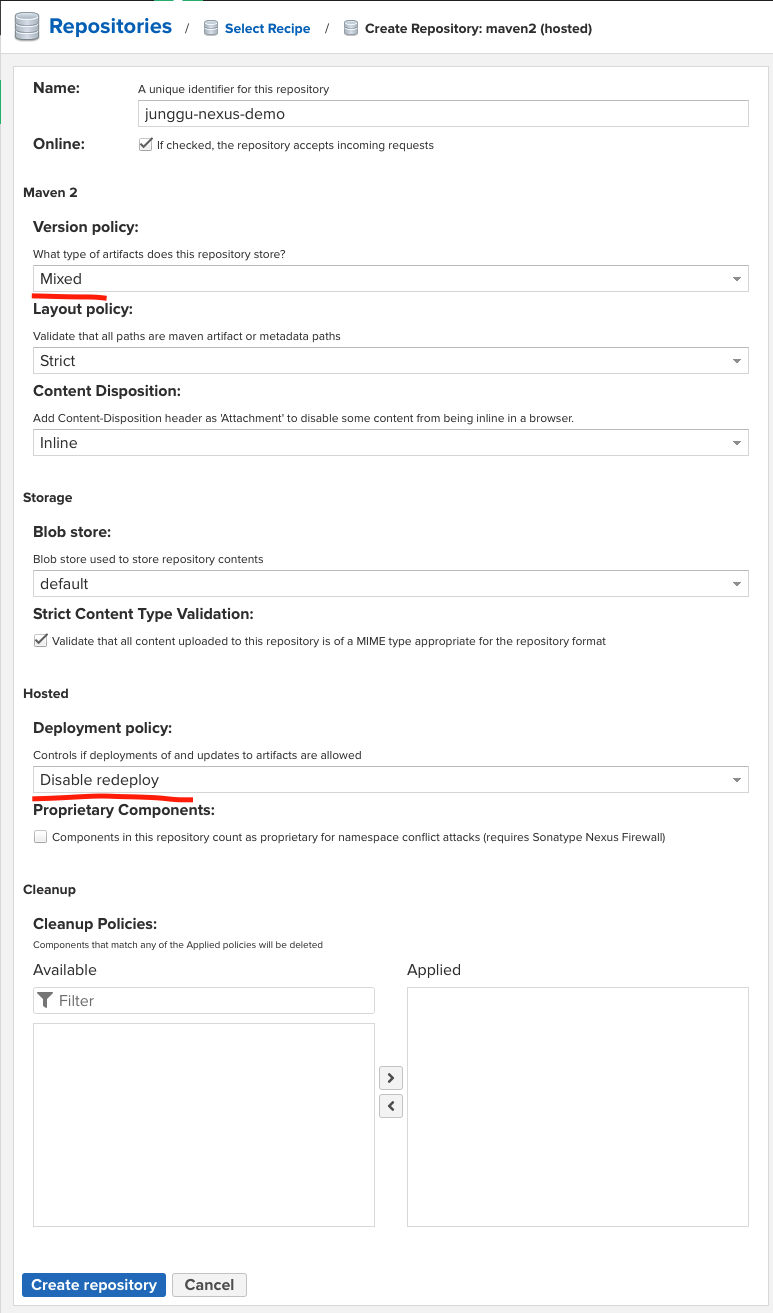 Repositories / Select Recipe / Create Repository: maven2 (hosted)
Name: A unique identifier for this repository
junggu-nexus-demo
Online: If checked, the repository accepts incoming requests
Maven 2
Version policy:
What type of artifacts does this repository store?
Mixed
Layout policy:
Validate that all paths are maven artifact or metadata paths
Strict
Content Disposition:
Add Content-Disposition header as 'Attachment' to disable some content from being inline in a browser.
Inline
Storage
Blob store:
Blob store used to store repository contents
default
Strict Content Type Validation:
Validate that all content uploaded to this repository is of a MIME type appropriate for the repository format
Hosted
Deployment policy:
Controls if deployments of and updates to artifacts are allowed
Disable redeploy
Proprietary Components:
Components in this repository count as proprietary for namespace conflict attacks (requires Sonatype Nexus Firewall)
Cleanup
Cleanup Policies:
Components that match any of the Applied policies will be deleted
Available Applied
Filter
Create repository Cancel